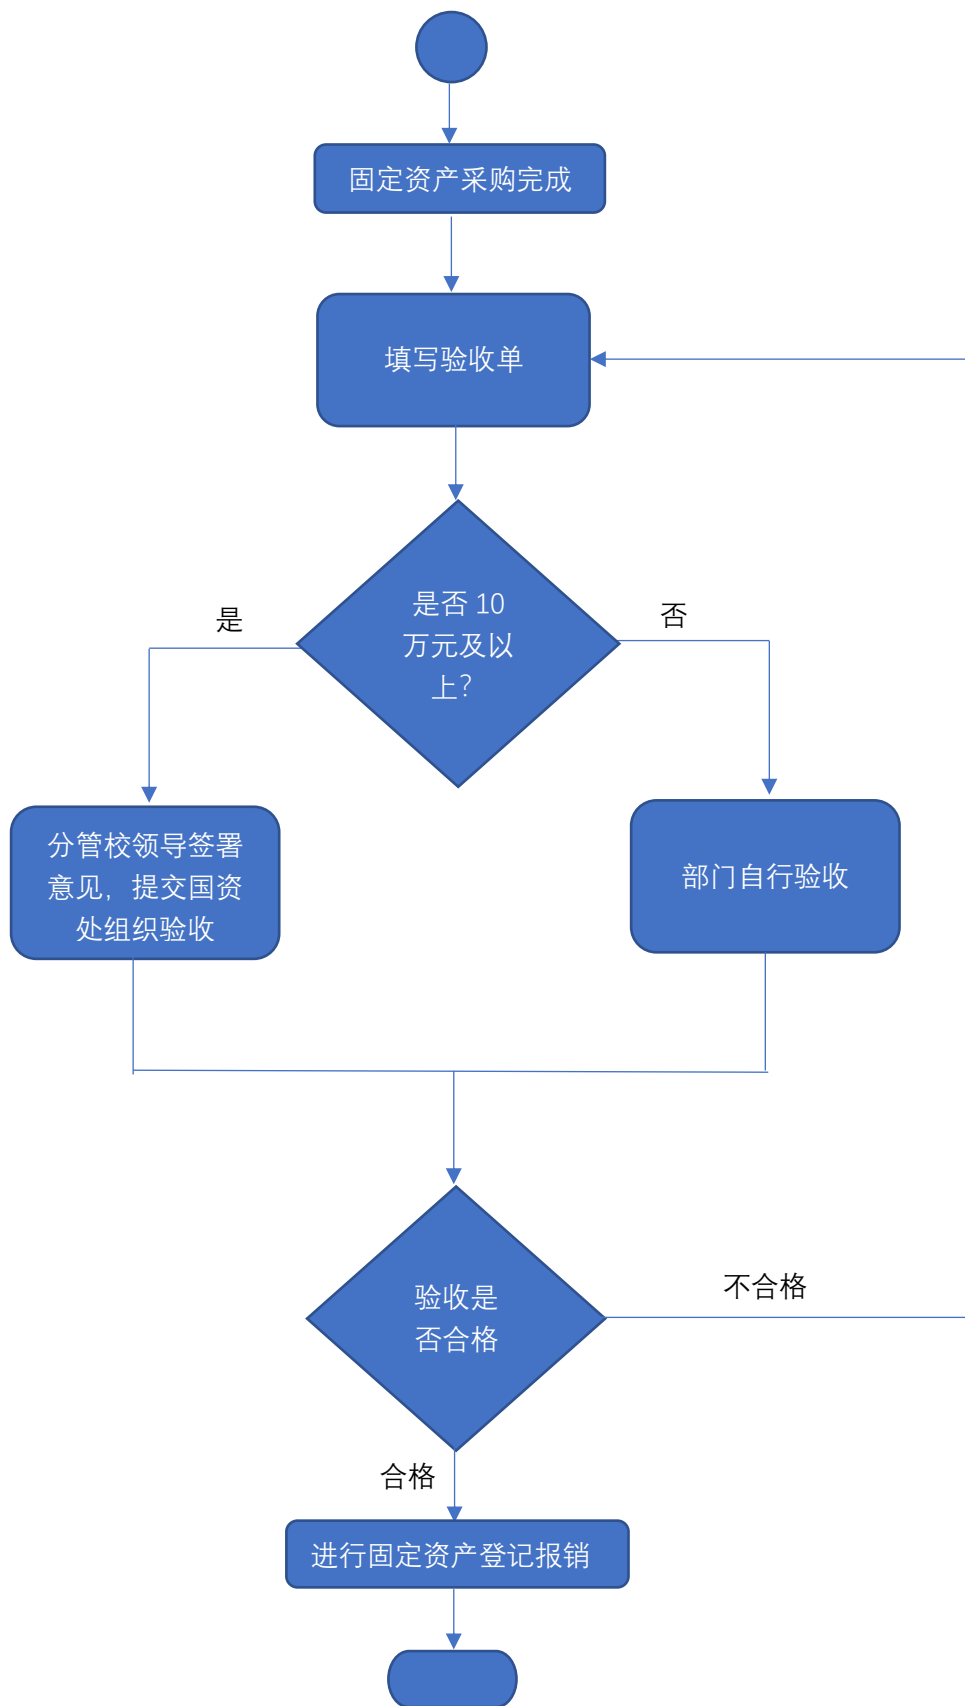 固定资产采购完成
填写验收单
是否 10
万元及以
上?
是
否
分管校领导签署
意见，提交国资
处组织验收
部门自行验收
验收是
否合格
不合格
合格
进行固定资产登记报销